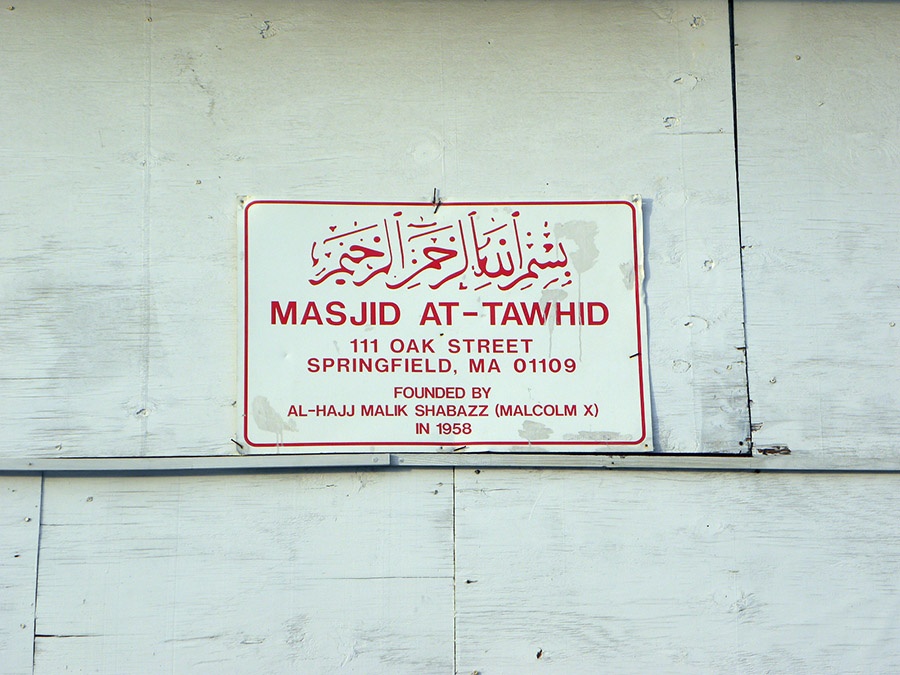 بسم الله الرحمن الرحيم
MASJID AT-TAWHID
111 OAK STREET
SPRINGFIELD, MA 01109
FOUNDED BY
AL-HAJJ MALIK SHABAZZ (MALCOLM X)
IN 1958